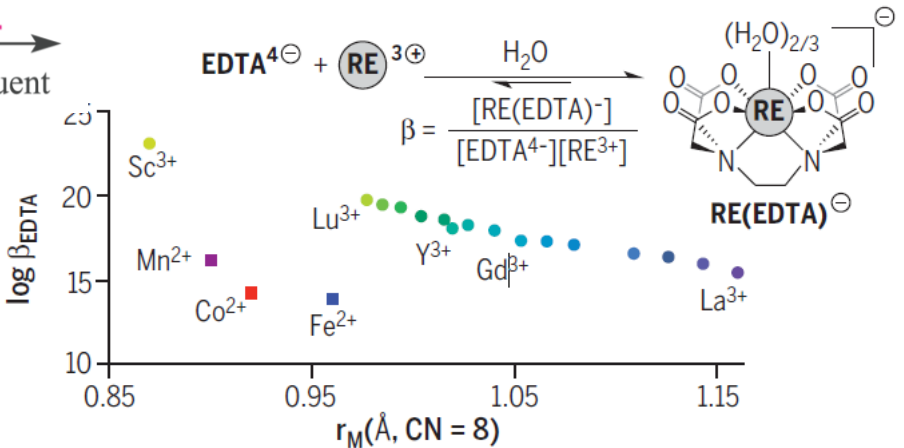 uent
EDTA⁴⊖ + RE ³⊕
H₂O
β = [RE(EDTA)⁻]
[EDTA⁴⁻][RE³⁺]
(H₂O)₂/₃
⊖
O O O O
O O O O
RE
N N
RE(EDTA)⊖
log βEDTA
25
20
15
10
Sc³⁺
Mn²⁺
Co²⁺
Fe²⁺
Lu³⁺
Y³⁺
Gd³⁺
La³⁺
0.85 0.95 1.05 1.15
rM(Å, CN = 8)